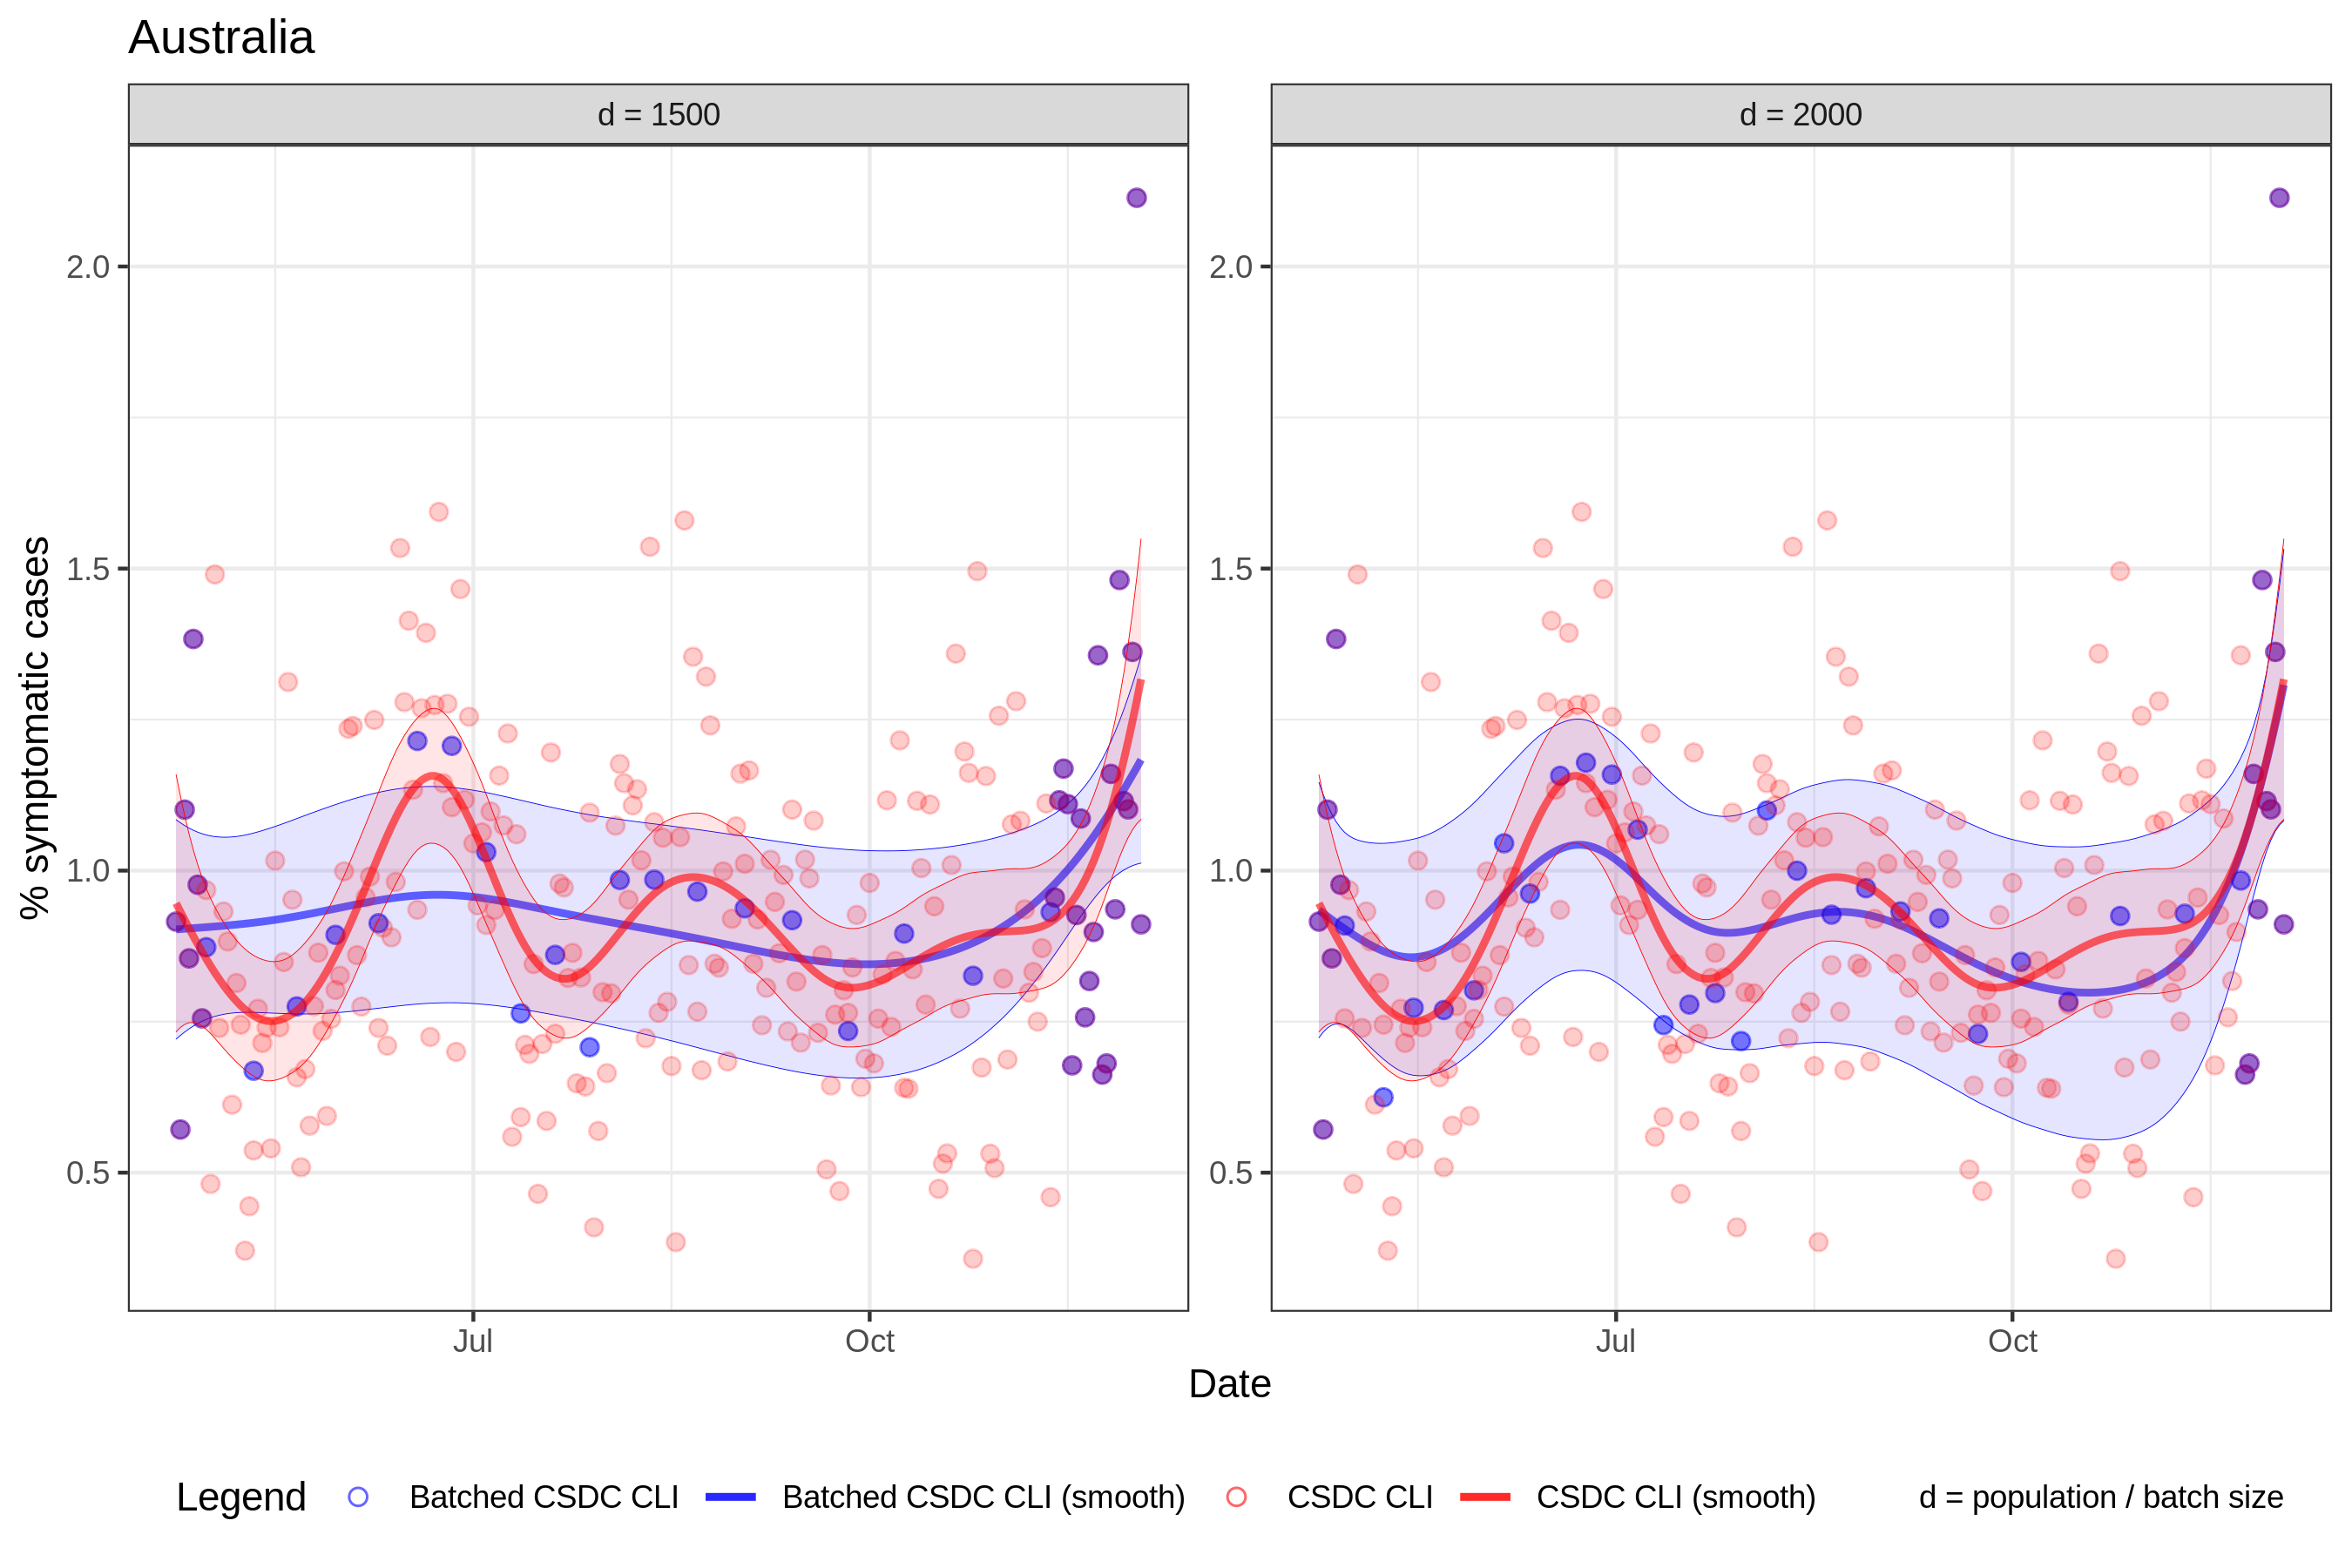 Australia
d = 1500
d = 2000
% symptomatic cases
2.0
1.5
1.0
0.5
2.0
1.5
1.0
0.5
Jul
Oct
Jul
Oct
Date
Legend
Batched CSDC CLI
Batched CSDC CLI (smooth)
CSDC CLI
CSDC CLI (smooth)
d = population / batch size